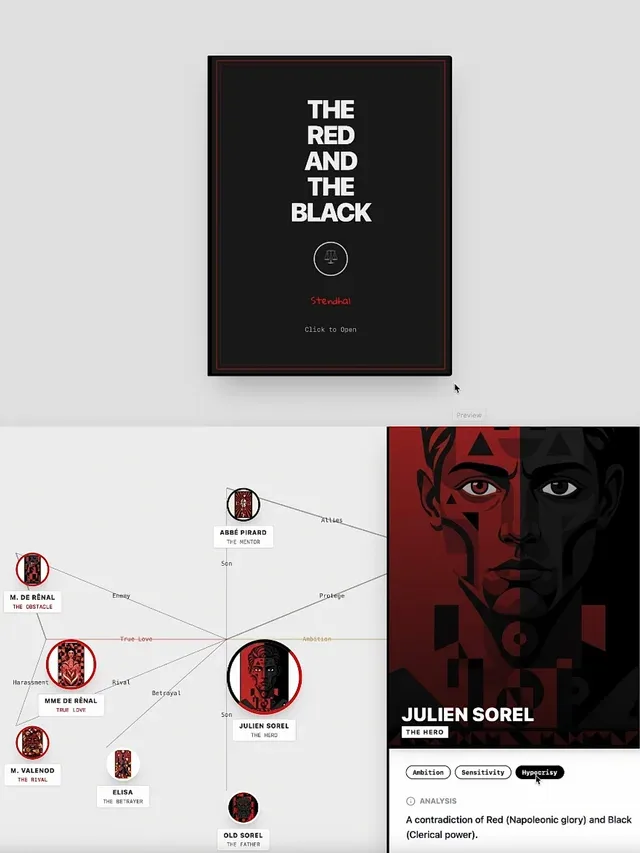 THE
RED
AND
THE
BLACK
Stendhal
Click to Open
Preview
ABBÉ PIRARD
THE MENTOR
Allies
Son
M. DE RÊNAL
THE OBSTACLE
Enemy
Protege
True Love
Ambition
Harassment
Rival
Betrayal
MME DE RÊNAL
TRUE LOVE
Son
JULIEN SOREL
THE HERO
M. VALENOD
THE RIVAL
ELISA
THE BETRAYER
OLD SOREL
THE FATHER
JULIEN SOREL
THE HERO
Ambition
Sensitivity
Hypocrisy
ANALYSIS
A contradiction of Red (Napoleonic glory) and Black
(Clerical power).